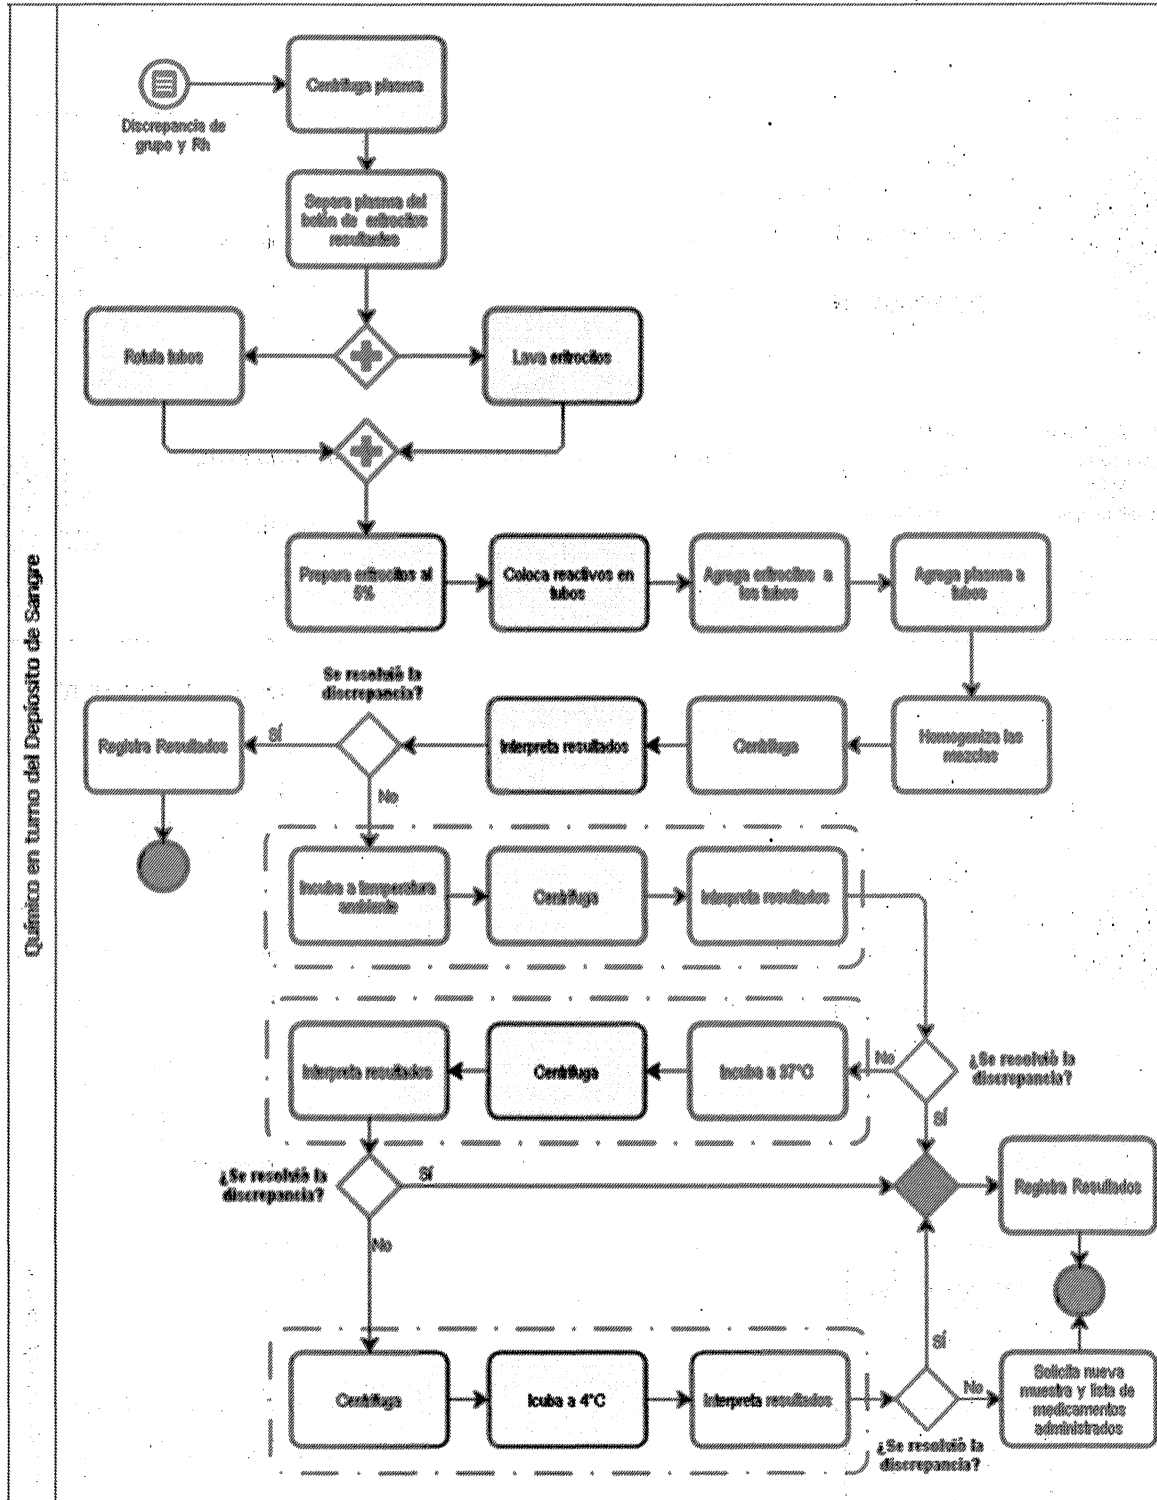 Químico en turno del Depíosito de Sangre
Discrepancia de
grupo y Rh
Centrifuga plasma
Separa plasma del
botón de eritrocitos
resultantes
Rotula tubos
Lava eritrocitos
Prepara eritrocitos al
5%
Coloca reactivos en
tubos
Agrega eritrocitos a
los tubos
Agrega plasma a
tubos
Homogeniza las
mezclas
Centrifuga
Interpreta resultados
Se resolvió la
discrepancia?
Sí
Registra Resultados
No
Incuba a temperatura
ambiente
Centrifuga
Interpreta resultados
¿Se resolvió la
discrepancia?
No
Sí
Incuba a 37°C
Centrifuga
Interpreta resultados
¿Se resolvió la
discrepancia?
Sí
No
Registra Resultados
Centrifuga
Icuba a 4°C
Interpreta resultados
Sí
No
¿Se resolvió la
discrepancia?
Solicita nueva
muestra y lista de
medicamentos
administrados